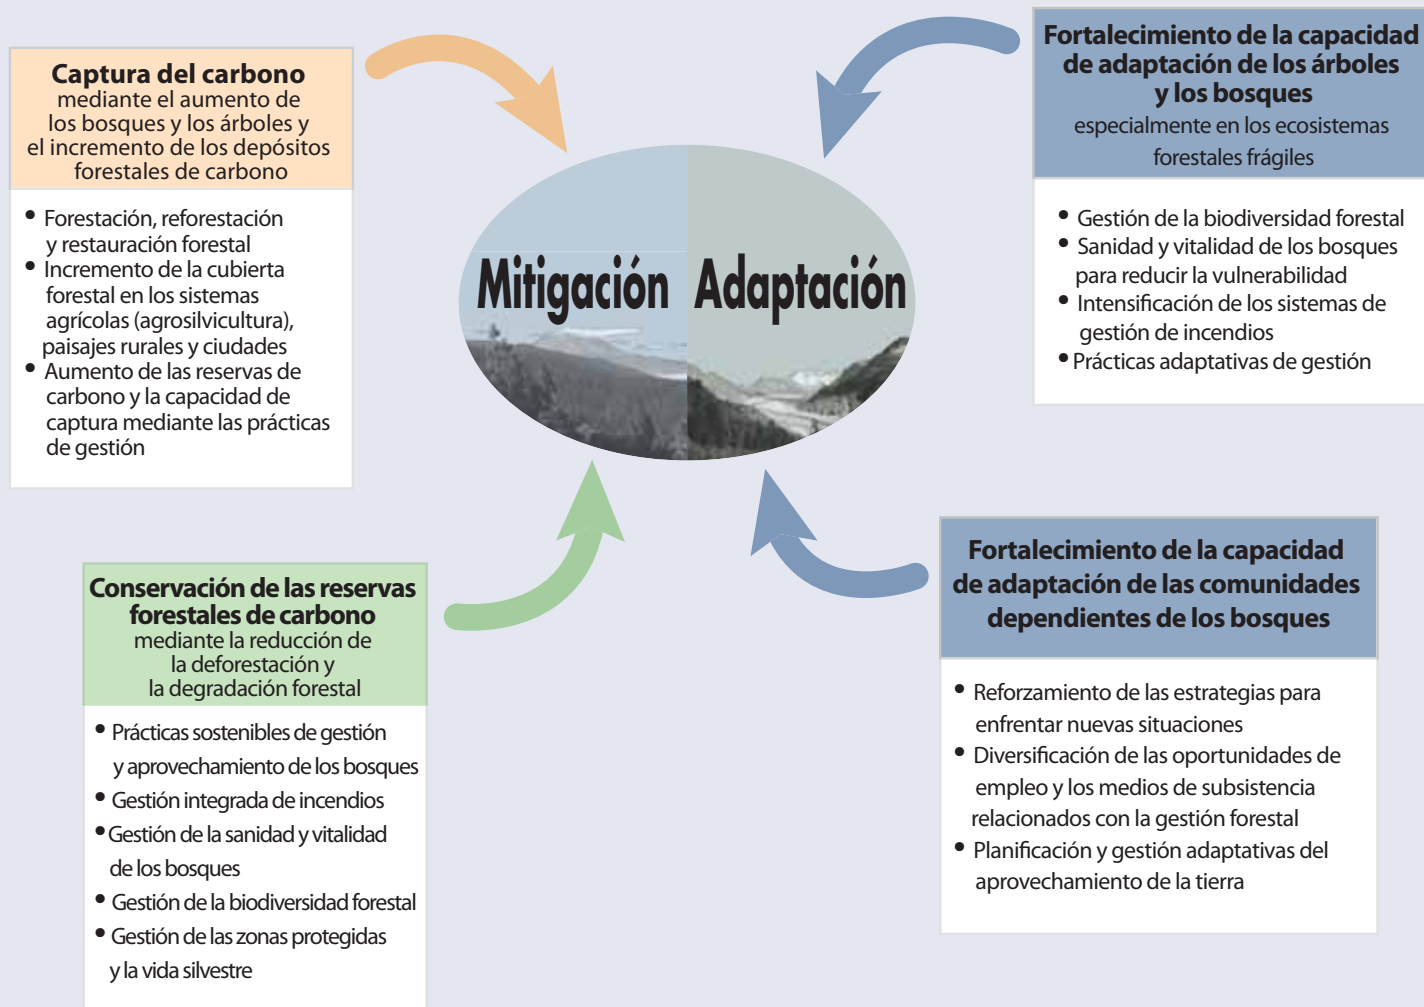 Captura del carbono
mediante el aumento de
los bosques y los árboles y
el incremento de los depósitos
forestales de carbono
• Forestación, reforestación
y restauración forestal
• Incremento de la cubierta
forestal en los sistemas
agrícolas (agrosilvicultura),
paisajes rurales y ciudades
• Aumento de las reservas de
carbono y la capacidad de
captura mediante las prácticas
de gestión
Mitigación
Adaptación
Fortalecimiento de la capacidad
de adaptación de los árboles
y los bosques
especialmente en los ecosistemas
forestales frágiles
• Gestión de la biodiversidad forestal
• Sanidad y vitalidad de los bosques
para reducir la vulnerabilidad
• Intensificación de los sistemas de
gestión de incendios
• Prácticas adaptativas de gestión
Conservación de las reservas
forestales de carbono
mediante la reducción de
la deforestación y
la degradación forestal
• Prácticas sostenibles de gestión
y aprovechamiento de los bosques
• Gestión integrada de incendios
• Gestión de la sanidad y vitalidad
de los bosques
• Gestión de la biodiversidad forestal
• Gestión de las zonas protegidas
y la vida silvestre
Fortalecimiento de la capacidad
de adaptación de las comunidades
dependientes de los bosques
• Reforzamiento de las estrategias para
enfrentar nuevas situaciones
• Diversificación de las oportunidades de
empleo y los medios de subsistencia
relacionados con la gestión forestal
• Planificación y gestión adaptativas del
aprovechamiento de la tierra